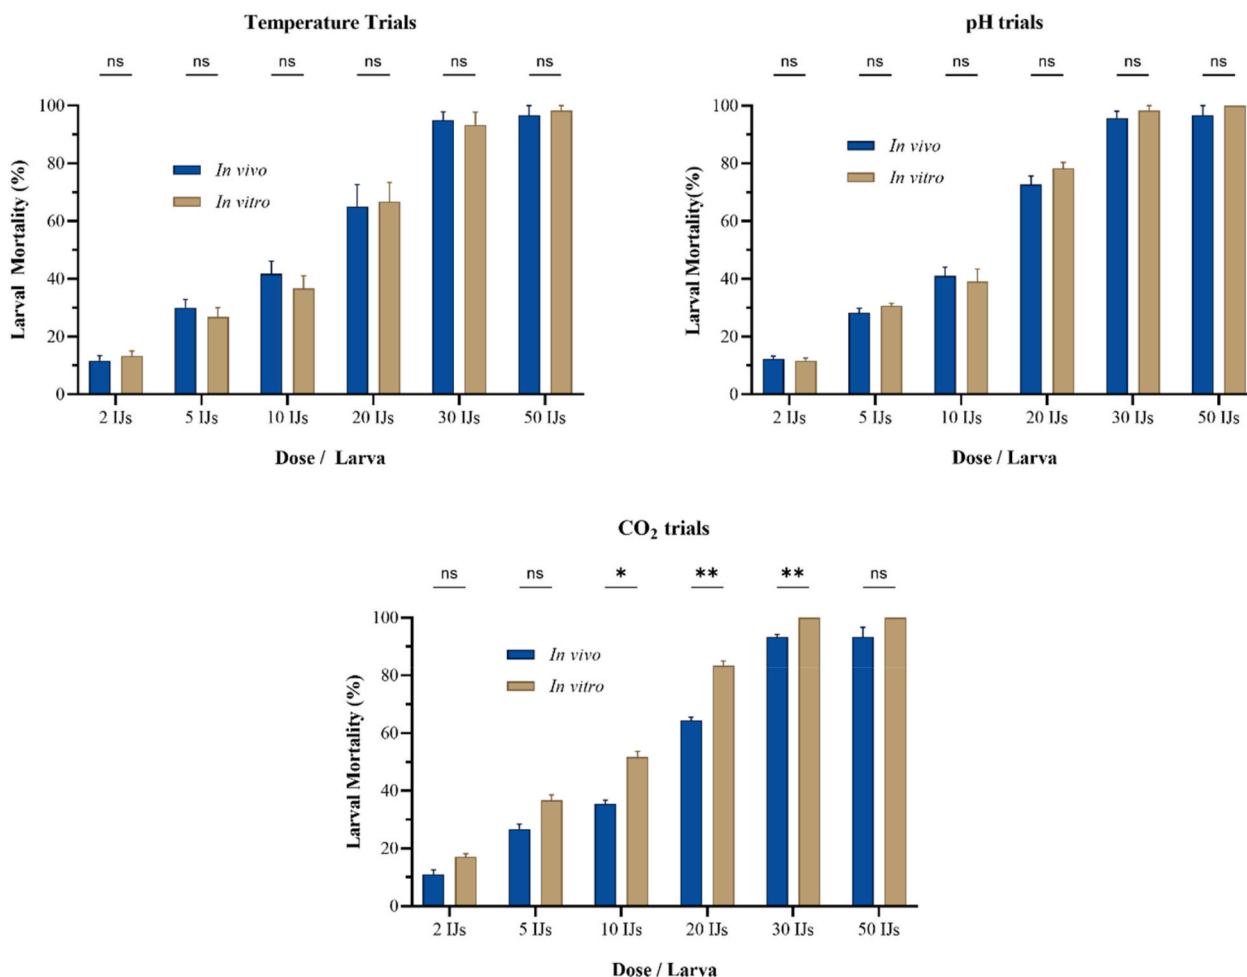 Temperature Trials
ns ns ns ns ns ns
100
80
60
40
20
0
Larval Mortality (%)
In vivo
In vitro
2 IJs 5 IJs 10 IJs 20 IJs 30 IJs 50 IJs
Dose / Larva
pH trials
ns ns ns ns ns ns
100
80
60
40
20
0
Larval Mortality(%)
In vivo
In vitro
2 IJs 5 IJs 10 IJs 20 IJs 30 IJs 50 IJs
Dose / Larva
CO₂ trials
ns ns * ** ** ns
100
80
60
40
20
0
Larval Mortality (%)
In vivo
In vitro
2 IJs 5 IJs 10 IJs 20 IJs 30 IJs 50 IJs
Dose / Larva